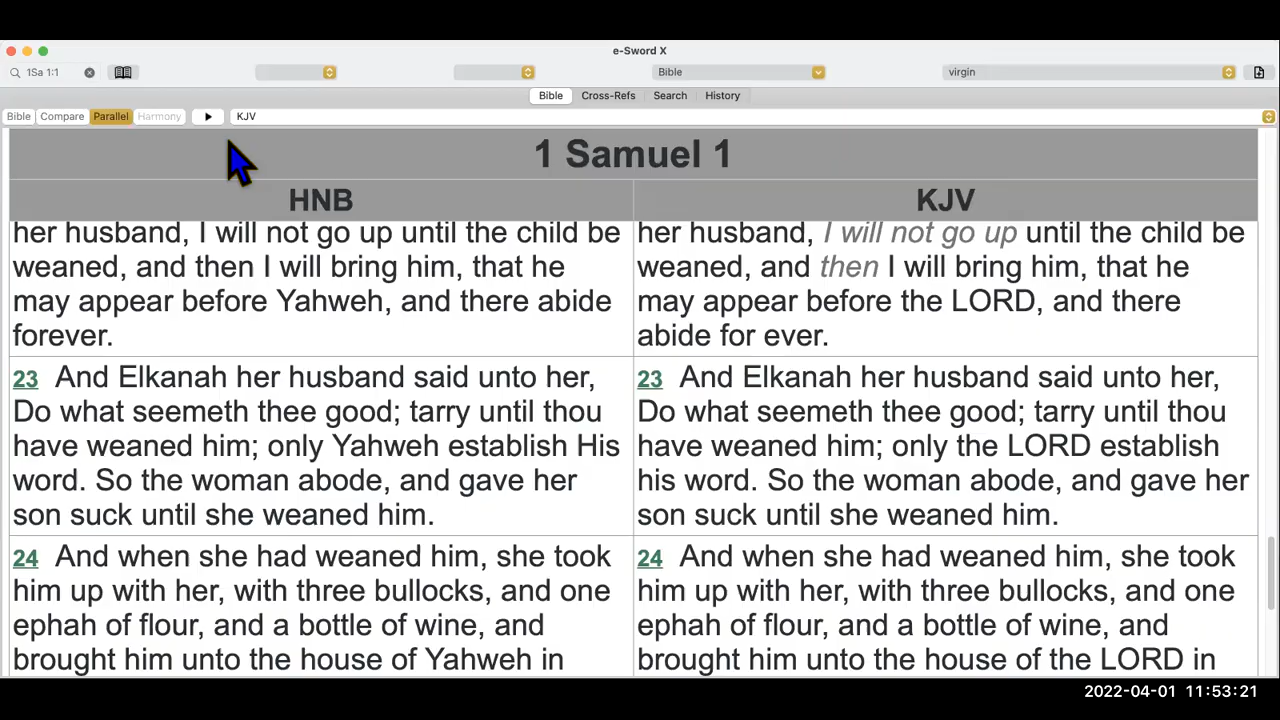 e-Sword X
1Sa 1:1
Bible
virgin
Bible Cross-Refs Search History
Bible Compare Parallel Harmony KJV
1 Samuel 1
HNB
her husband, I will not go up until the child be
weaned, and then I will bring him, that he
may appear before Yahweh, and there abide
forever.
23 And Elkanah her husband said unto her,
Do what seemeth thee good; tarry until thou
have weaned him; only Yahweh establish His
word. So the woman abode, and gave her
son suck until she weaned him.
24 And when she had weaned him, she took
him up with her, with three bullocks, and one
ephah of flour, and a bottle of wine, and
brought him unto the house of Yahweh in
KJV
her husband, I will not go up until the child be
weaned, and then I will bring him, that he
may appear before the LORD, and there
abide for ever.
23 And Elkanah her husband said unto her,
Do what seemeth thee good; tarry until thou
have weaned him; only the LORD establish
his word. So the woman abode, and gave her
son suck until she weaned him.
24 And when she had weaned him, she took
him up with her, with three bullocks, and one
ephah of flour, and a bottle of wine, and
brought him unto the house of the LORD in
2022-04-01 11:53:21